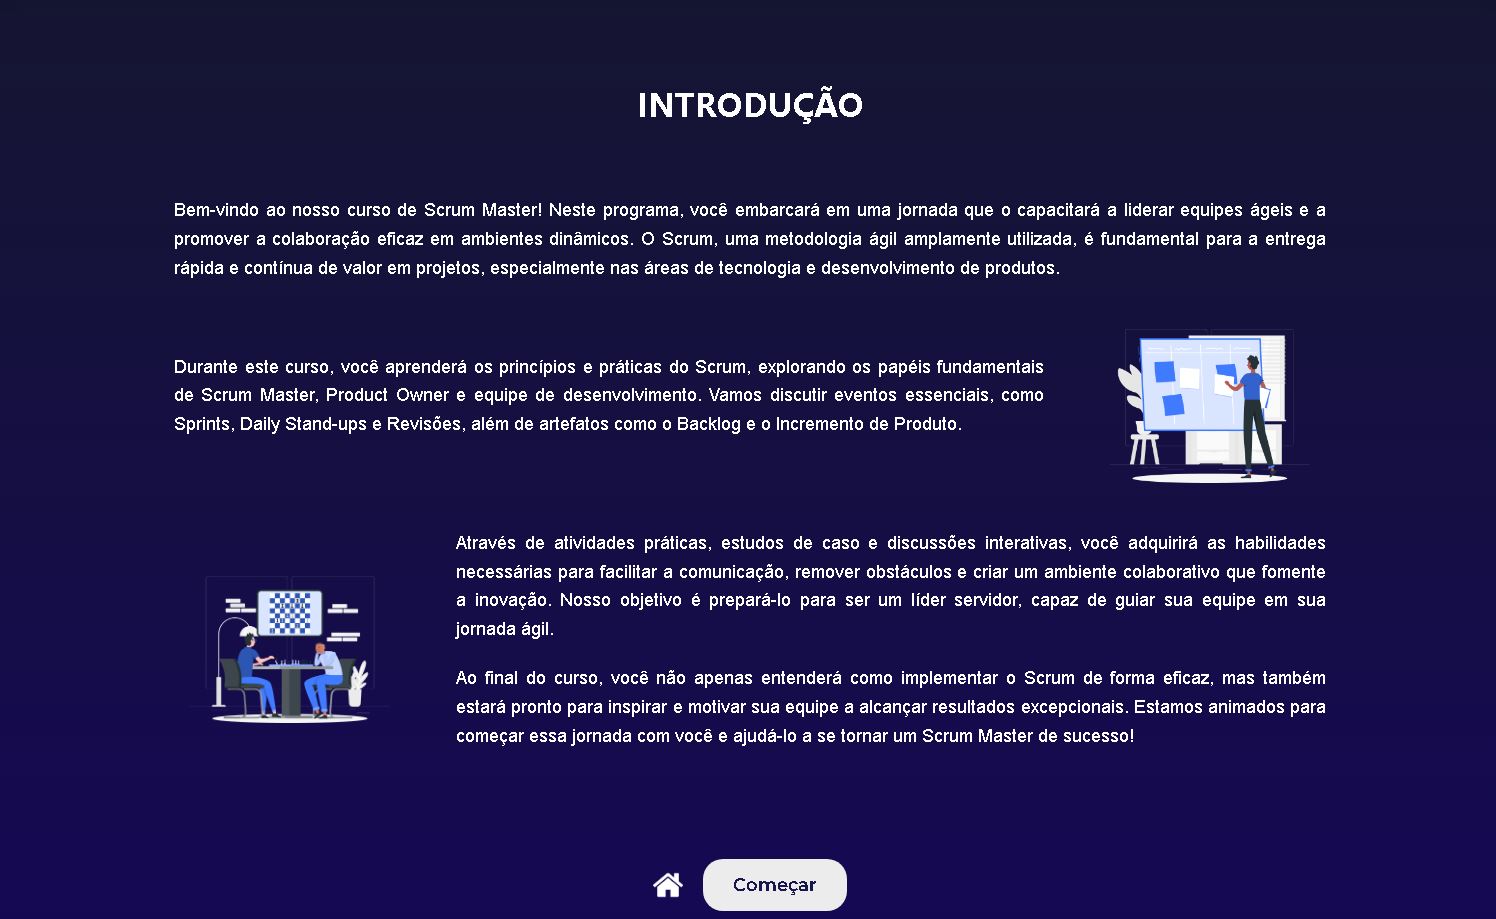 INTRODUÇÃO
Bem-vindo ao nosso curso de Scrum Master! Neste programa, você embarcará em uma jornada que o capacitará a liderar equipes ágeis e a
promover a colaboração eficaz em ambientes dinâmicos. O Scrum, uma metodologia ágil amplamente utilizada, é fundamental para a entrega
rápida e contínua de valor em projetos, especialmente nas áreas de tecnologia e desenvolvimento de produtos.
Durante este curso, você aprenderá os princípios e práticas do Scrum, explorando os papéis fundamentais
de Scrum Master, Product Owner e equipe de desenvolvimento. Vamos discutir eventos essenciais, como
Sprints, Daily Stand-ups e Revisões, além de artefatos como o Backlog e o Incremento de Produto.
Através de atividades práticas, estudos de caso e discussões interativas, você adquirirá as habilidades
necessárias para facilitar a comunicação, remover obstáculos e criar um ambiente colaborativo que fomente
a inovação. Nosso objetivo é prepará-lo para ser um líder servidor, capaz de guiar sua equipe em sua
jornada ágil.
Ao final do curso, você não apenas entenderá como implementar o Scrum de forma eficaz, mas também
estará pronto para inspirar e motivar sua equipe a alcançar resultados excepcionais. Estamos animados para
começar essa jornada com você e ajudá-lo a se tornar um Scrum Master de sucesso!
Começar